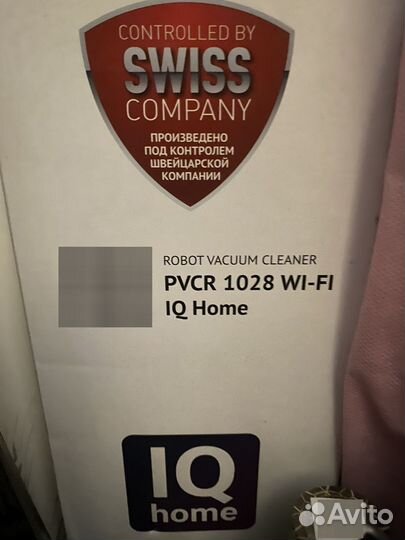 CONTROLLED BY
SWISS
COMPANY
ПРОИЗВЕДЕНО
ПОД КОНТРОЛЕМ
ШВЕЙЦАРСКОЙ
КОМПАНИИ
ROBOT VACUUM CLEANER
PVCR 1028 WI-FI
IQ Home
IQ
home
Avito